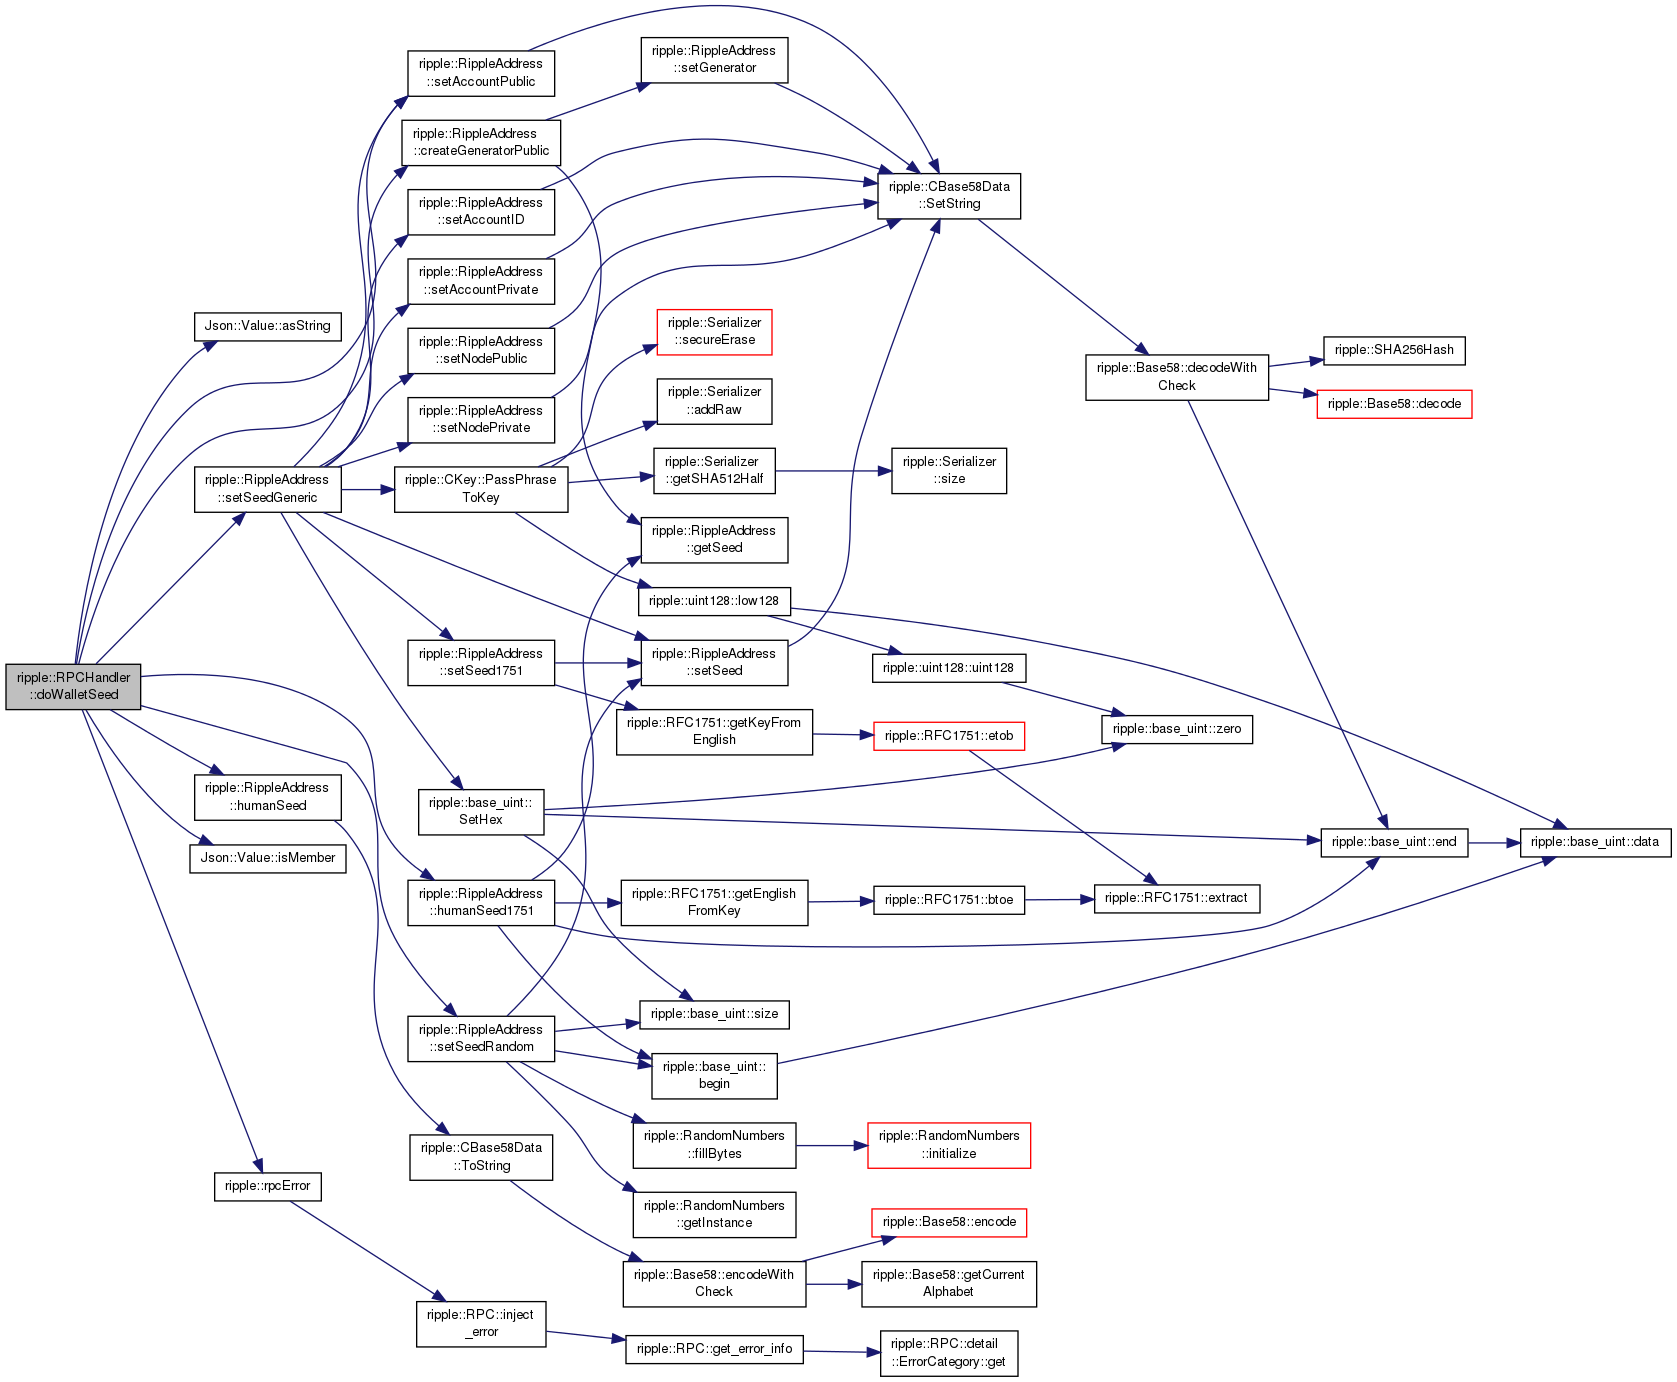 ripple::RPCHandler
::doWalletSeed
Json::Value::asString
ripple::RippleAddress
::setSeedGeneric
ripple::RippleAddress
::humanSeed
Json::Value::isMember
ripple::rpcError
ripple::RippleAddress
::setAccountPublic
ripple::RippleAddress
::createGeneratorPublic
ripple::RippleAddress
::setAccountID
ripple::RippleAddress
::setAccountPrivate
ripple::RippleAddress
::setNodePublic
ripple::RippleAddress
::setNodePrivate
ripple::CKey::PassPhrase
ToKey
ripple::RippleAddress
::setSeed1751
ripple::base_uint::
SetHex
ripple::RippleAddress
::humanSeed1751
ripple::RippleAddress
::setSeedRandom
ripple::CBase58Data
::ToString
ripple::RPC::inject
_error
ripple::RippleAddress
::setGenerator
ripple::Serializer
::secureErase
ripple::Serializer
::addRaw
ripple::Serializer
::getSHA512Half
ripple::RippleAddress
::getSeed
ripple::uint128::low128
ripple::RippleAddress
::setSeed
ripple::RFC1751::getKeyFrom
English
ripple::RFC1751::getEnglish
FromKey
ripple::base_uint::size
ripple::base_uint::
begin
ripple::RandomNumbers
::fillBytes
ripple::RandomNumbers
::getInstance
ripple::Base58::encodeWith
Check
ripple::RPC::get_error_info
ripple::CBase58Data
::SetString
ripple::Serializer
::size
ripple::uint128::uint128
ripple::RFC1751::etob
ripple::RFC1751::btoe
ripple::RandomNumbers
::initialize
ripple::Base58::encode
ripple::Base58::getCurrent
Alphabet
ripple::RPC::detail
::ErrorCategory::get
ripple::Base58::decodeWith
Check
ripple::base_uint::zero
ripple::RFC1751::extract
ripple::SHA256Hash
ripple::Base58::decode
ripple::base_uint::end
ripple::base_uint::data